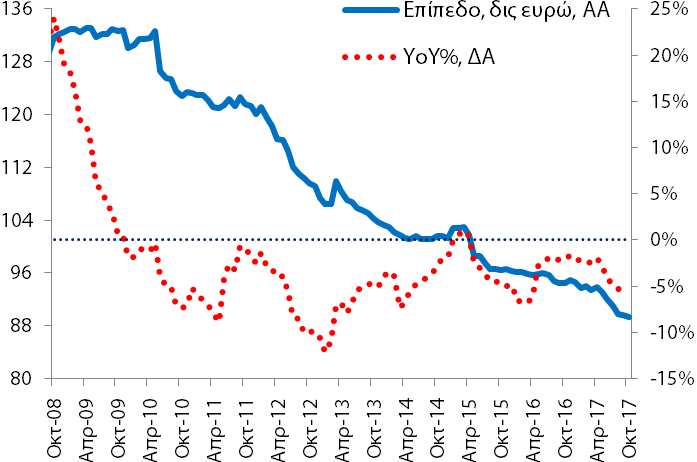 Επίπεδο, δις ευρώ, ΑΑ
YoY%, ΔΑ
136
128
120
112
104
96
88
80
25%
20%
15%
10%
5%
0%
-5%
-10%
-15%
Οκτ-08
Απρ-09
Οκτ-09
Απρ-10
Οκτ-10
Απρ-11
Οκτ-11
Απρ-12
Οκτ-12
Απρ-13
Οκτ-13
Απρ-14
Οκτ-14
Απρ-15
Οκτ-15
Απρ-16
Οκτ-16
Απρ-17
Οκτ-17